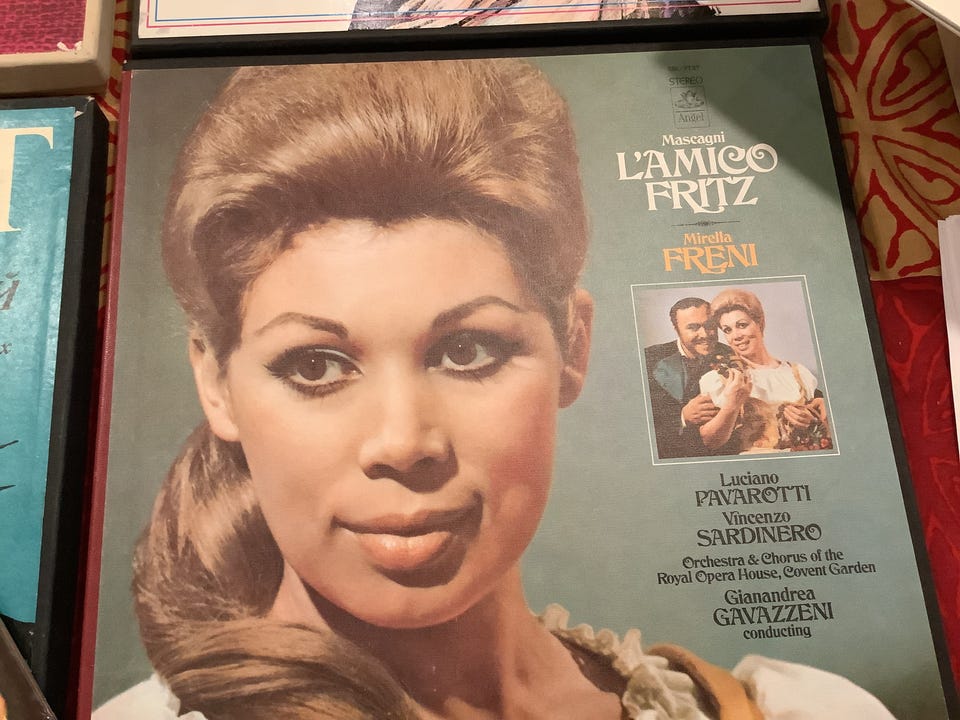 STEREO
Angel
Mascagni
L'AMICO
FRITZ
Mirella
FRENI
Luciano
PAVAROTTI
Vincenzo
SARDINERO
Orchestra & Chorus of the
Royal Opera House, Covent Garden
Gianandrea
GAVAZZENI
conducting